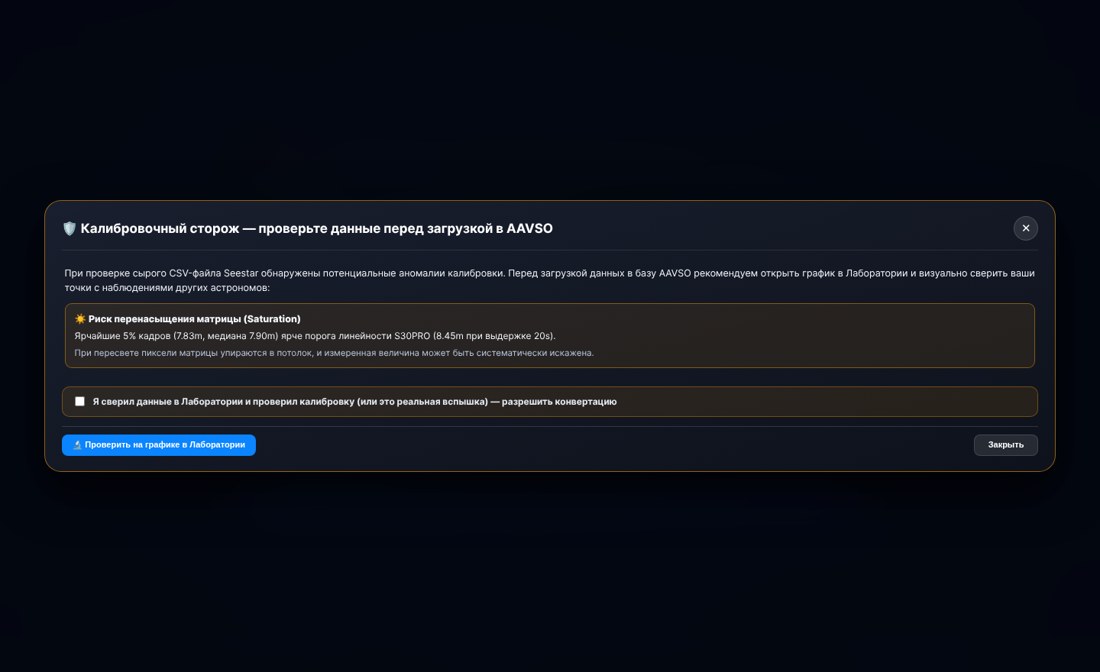 🛡️ Калибровочный сторож — проверьте данные перед загрузкой в AAVSO
✕
При проверке сырого CSV-файла Seestar обнаружены потенциальные аномалии калибровки. Перед загрузкой данных в базу AAVSO рекомендуем открыть график в Лаборатории и визуально сверить ваши
точки с наблюдениями других астрономов:
☀️ Риск перенасыщения матрицы (Saturation)
Ярчайшие 5% кадров (7.83m, медиана 7.90m) ярче порога линейности S30PRO (8.45m при выдержке 20s).
При пересвете пиксели матрицы упираются в потолок, и измеренная величина может быть систематически искажена.
Я сверил данные в Лаборатории и проверил калибровку (или это реальная вспышка) — разрешить конвертацию
🔬 Проверить на графике в Лаборатории
Закрыть